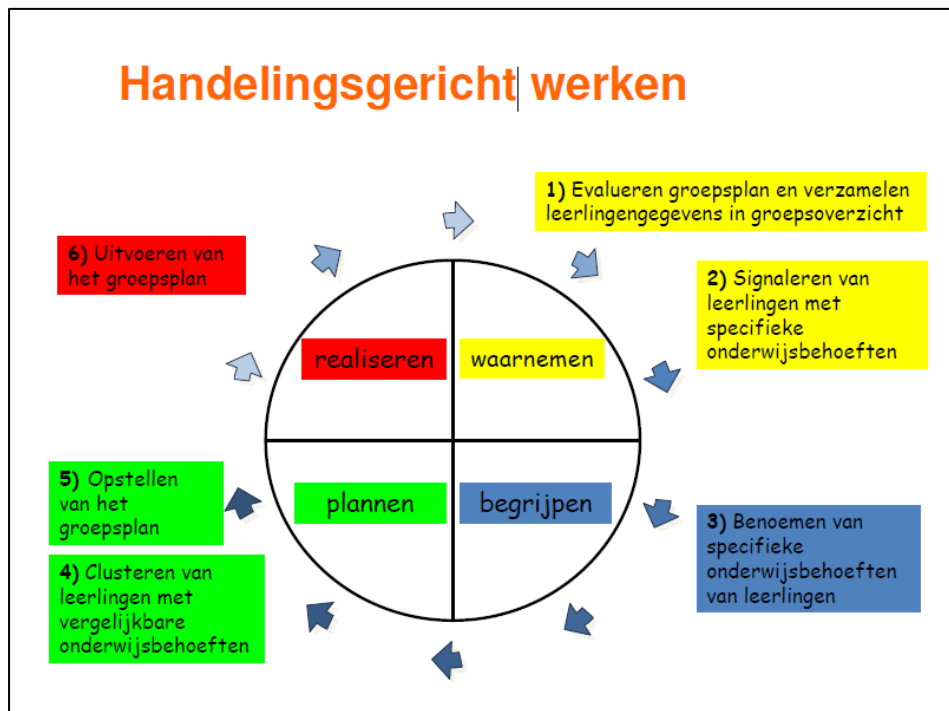 Handelingsgericht werken
1) Evalueren groepsplan en verzamelen
leerlingengegevens in groepsoverzicht
6) Uitvoeren van
het groepsplan
2) Signaleren van
leerlingen met
specifieke
onderwijsbehoeften
realiseren
waarnemen
5) Opstellen
van het
groepsplan
plannen
begrijpen
3) Benoemen van
specifieke
onderwijsbehoeften
van leerlingen
4) Clusteren van
leerlingen met
vergelijkbare
onderwijsbehoeften